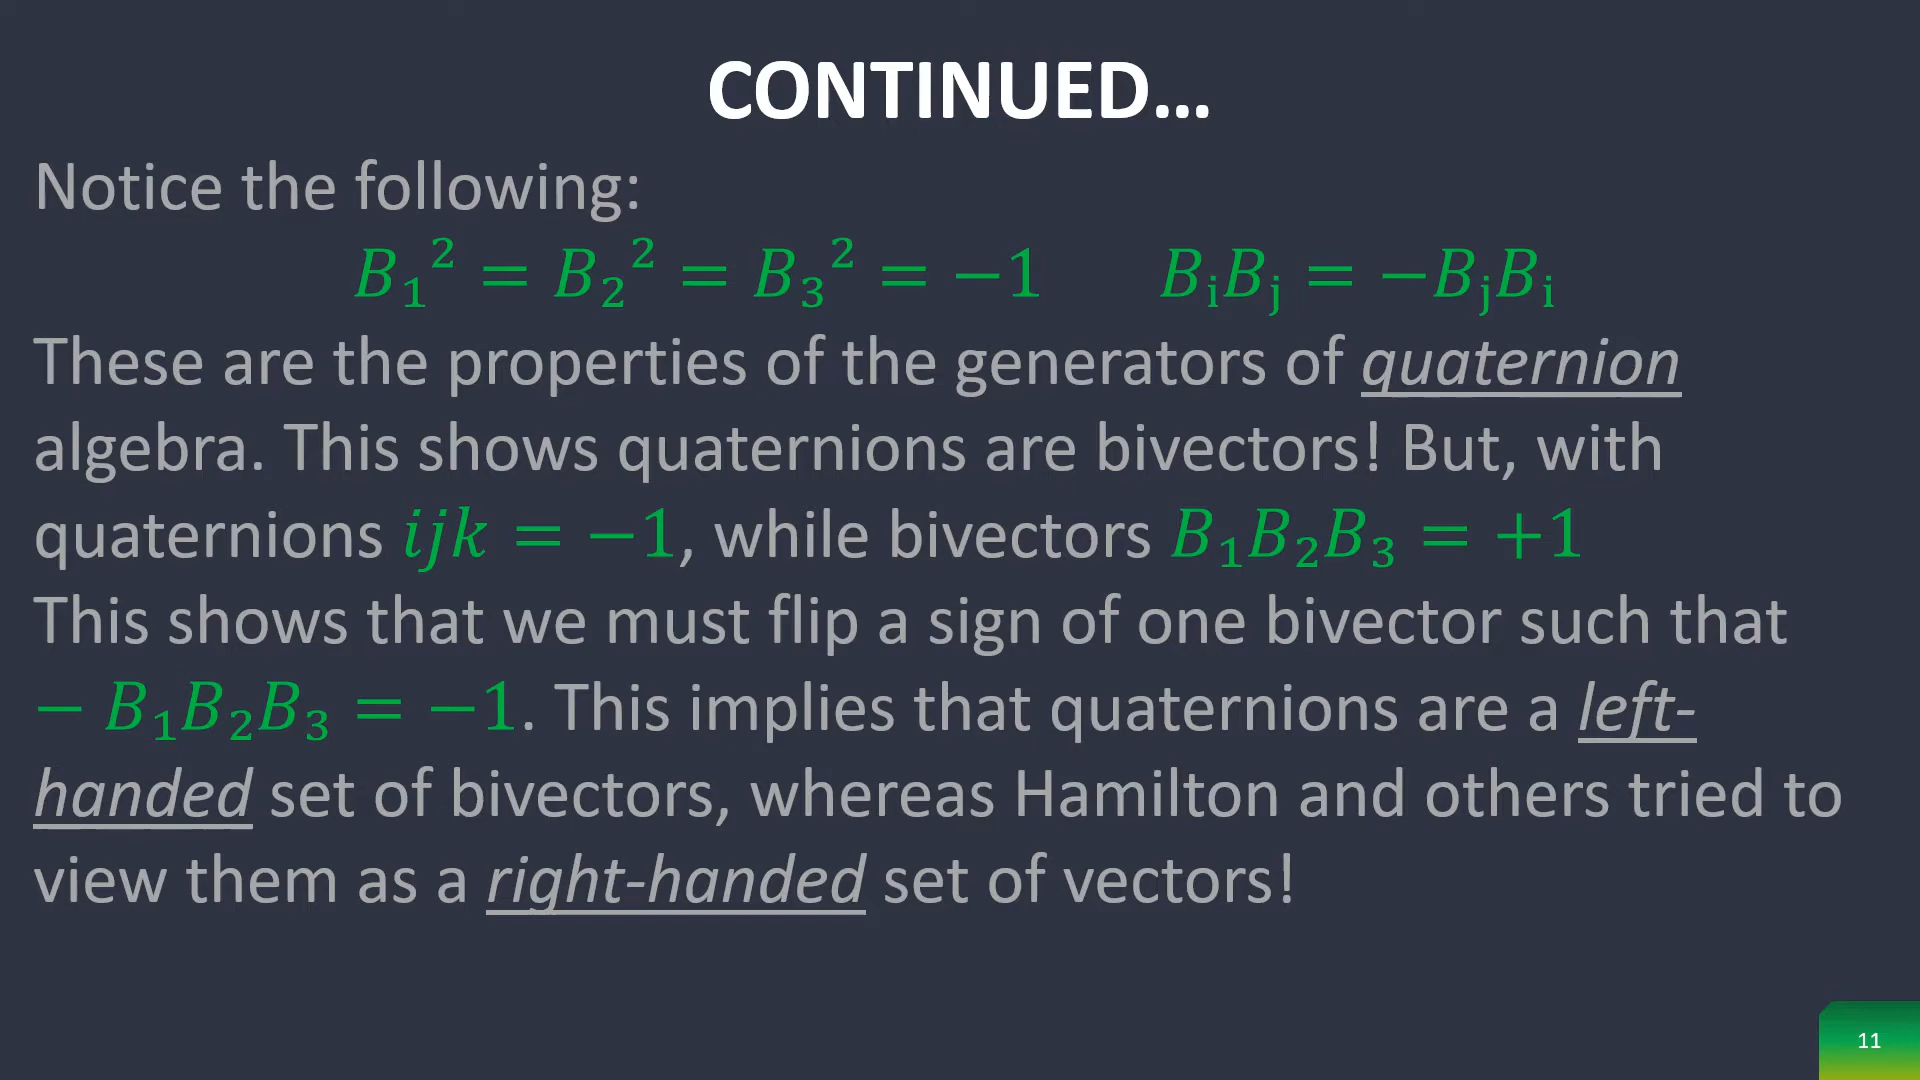 CONTINUED...
Notice the following:
B₁² = B₂² = B₃² = −1 BᵢBⱼ = −BⱼBᵢ
These are the properties of the generators of quaternion
algebra. This shows quaternions are bivectors! But, with
quaternions ijk = −1, while bivectors B₁B₂B₃ = +1
This shows that we must flip a sign of one bivector such that
− B₁B₂B₃ = −1. This implies that quaternions are a left-
handed set of bivectors, whereas Hamilton and others tried to
view them as a right-handed set of vectors!
11